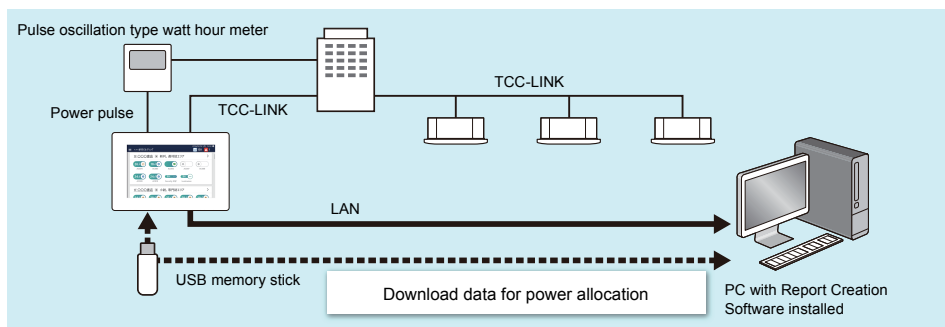 Pulse oscillation type watt hour meter
TCC-LINK
TCC-LINK
Power pulse
LAN
USB memory stick
Download data for power allocation
PC with Report Creation
Software installed